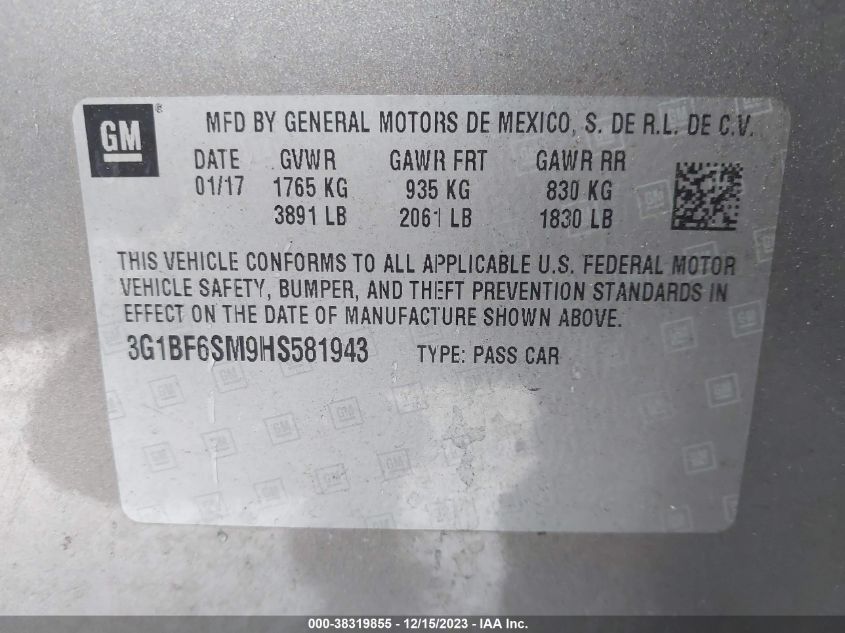 GM ® MFD BY GENERAL MOTORS DE MEXICO, S. DE R.L. DE C.V.
DATE GVWR GAWR FRT GAWR RR
01/17 1765 KG 935 KG 830 KG
3891 LB 2061 LB 1830 LB
THIS VEHICLE CONFORMS TO ALL APPLICABLE U.S. FEDERAL MOTOR
VEHICLE SAFETY, BUMPER, AND THEFT PREVENTION STANDARDS IN
EFFECT ON THE DATE OF MANUFACTURE SHOWN ABOVE.
3G1BF6SM9HS581943 TYPE: PASS CAR
000-38319855 - 12/15/2023 - IAA Inc.